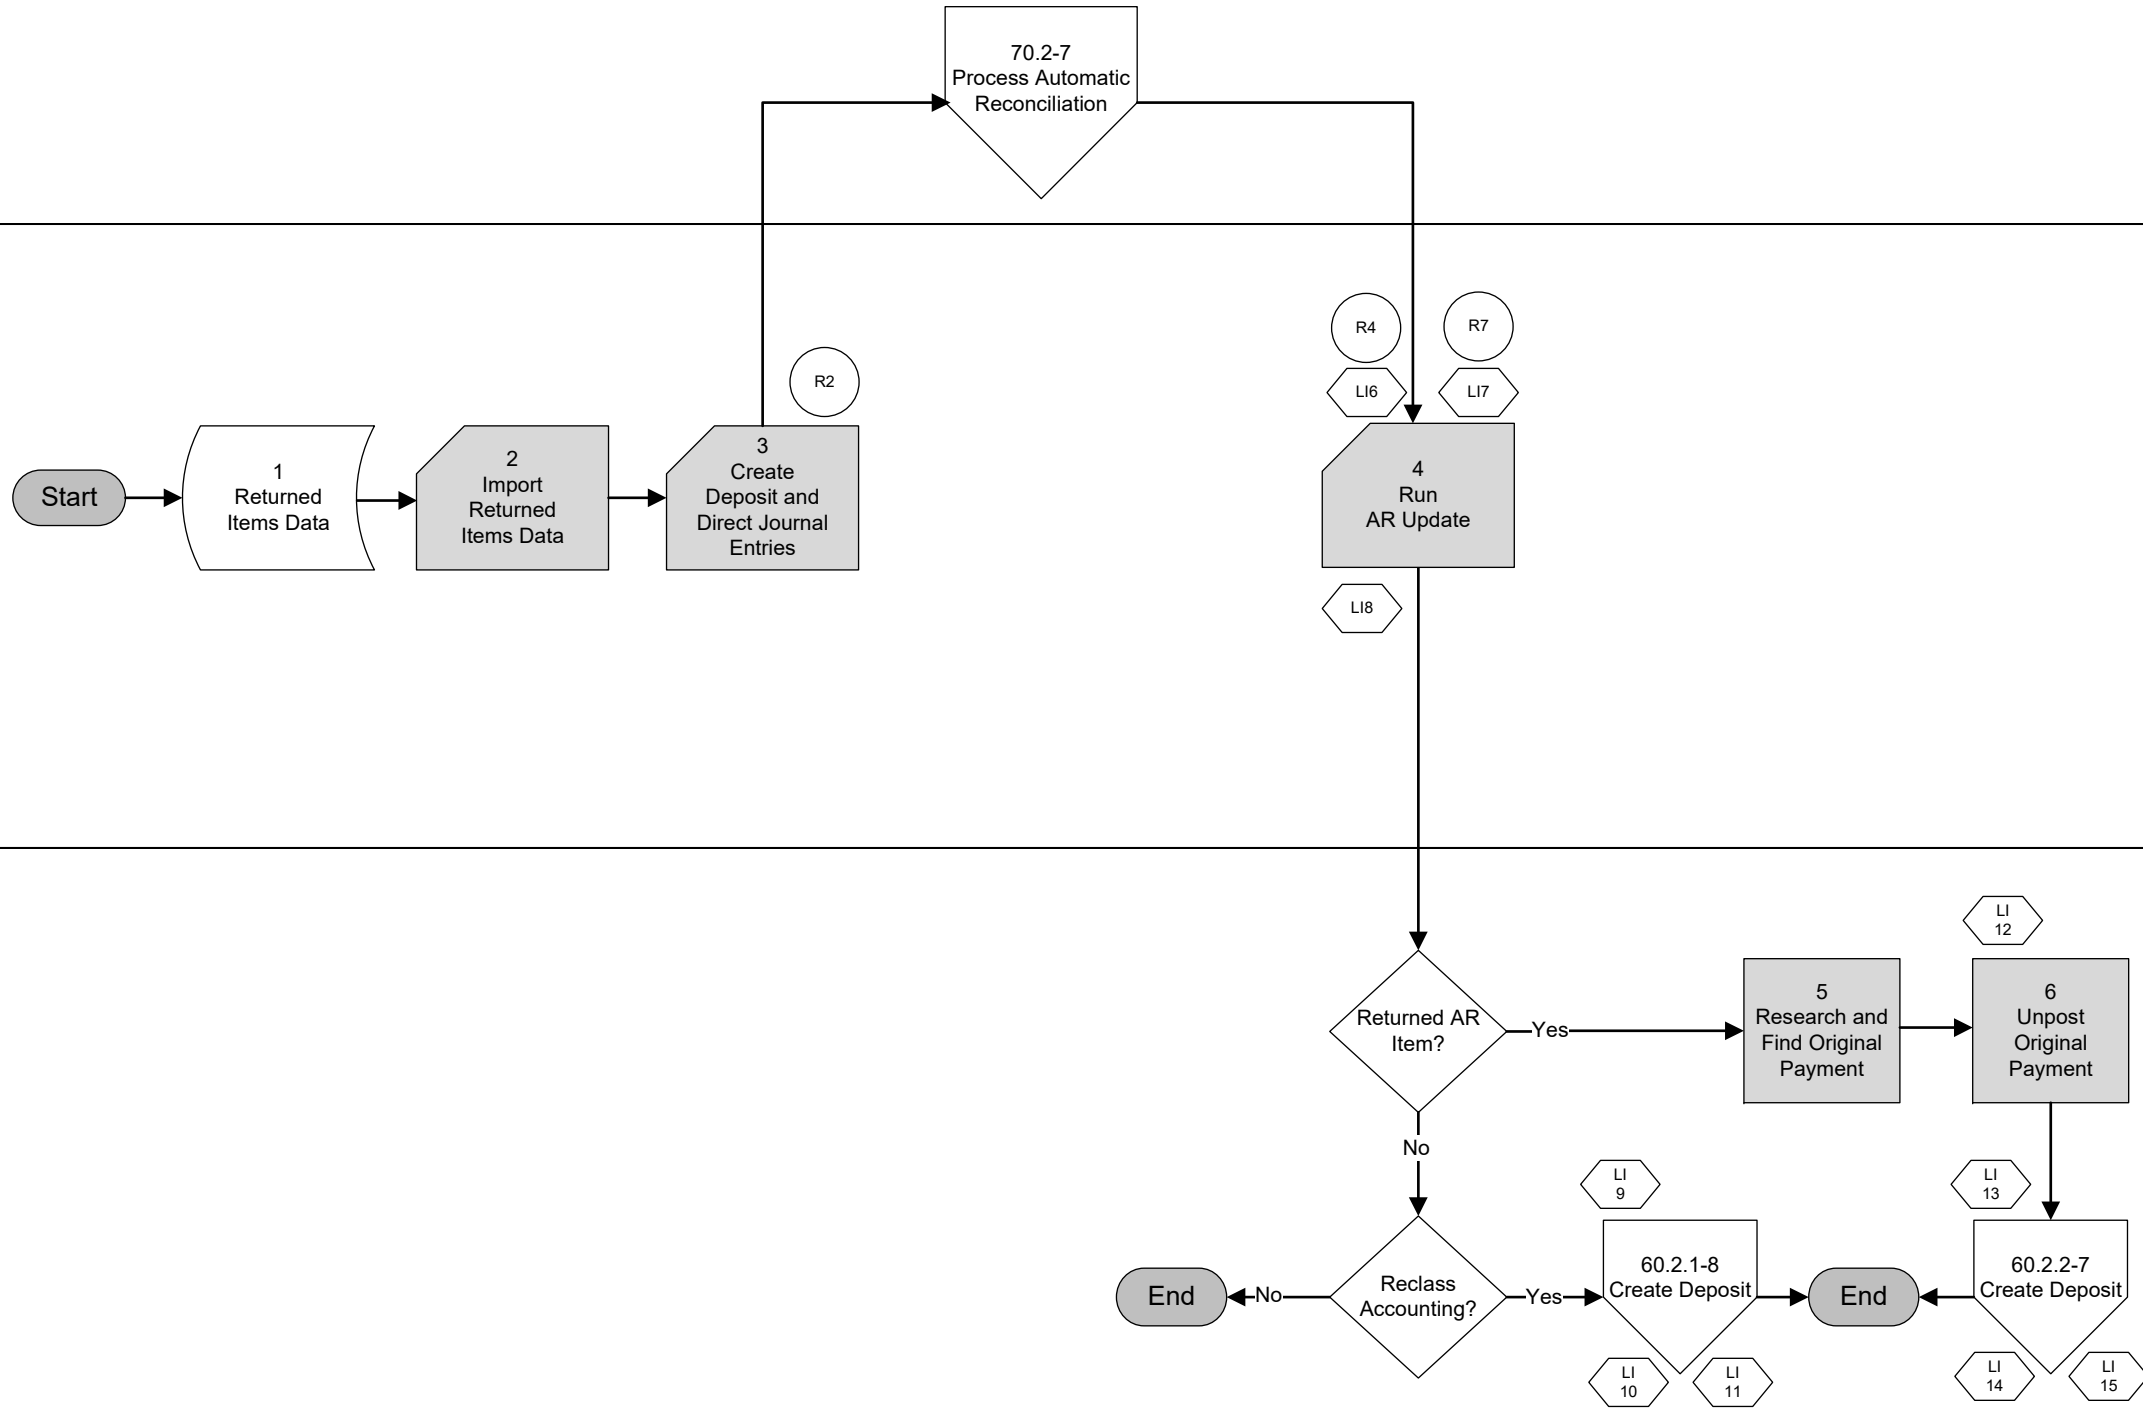 70.2-7
Process Automatic
Reconciliation
R4
R7
R2
LI6
LI7
Start
1
Returned
Items Data
2
Import
Returned
Items Data
3
Create
Deposit and
Direct Journal
Entries
4
Run
AR Update
LI8
LI
12
Returned AR
Item?
Yes
5
Research and
Find Original
Payment
6
Unpost
Original
Payment
No
LI
9
LI
13
End
No
Reclass
Accounting?
Yes
60.2.1-8
Create Deposit
End
60.2.2-7
Create Deposit
LI
10
LI
11
LI
14
LI
15